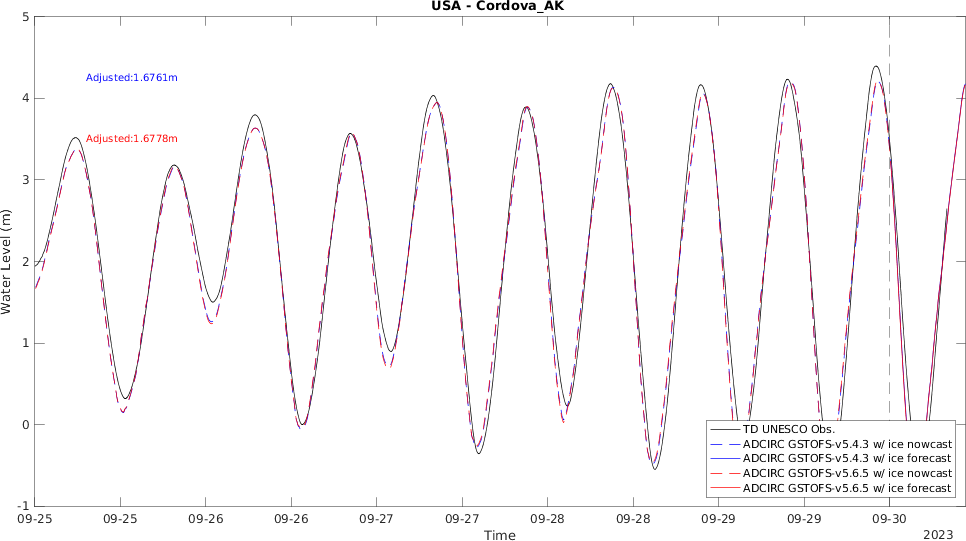 USA - Cordova_AK
5
Adjusted:1.6761m
4
Adjusted:1.6778m
3
2
Water Level (m)
1
0
-1
TD UNESCO Obs.
ADCIRC GSTOFS-v5.4.3 w/ ice nowcast
ADCIRC GSTOFS-v5.4.3 w/ ice forecast
ADCIRC GSTOFS-v5.6.5 w/ ice nowcast
ADCIRC GSTOFS-v5.6.5 w/ ice forecast
09-25 09-25 09-26 09-26 09-27 09-27 09-28 09-28 09-29 09-29 09-30
Time
2023